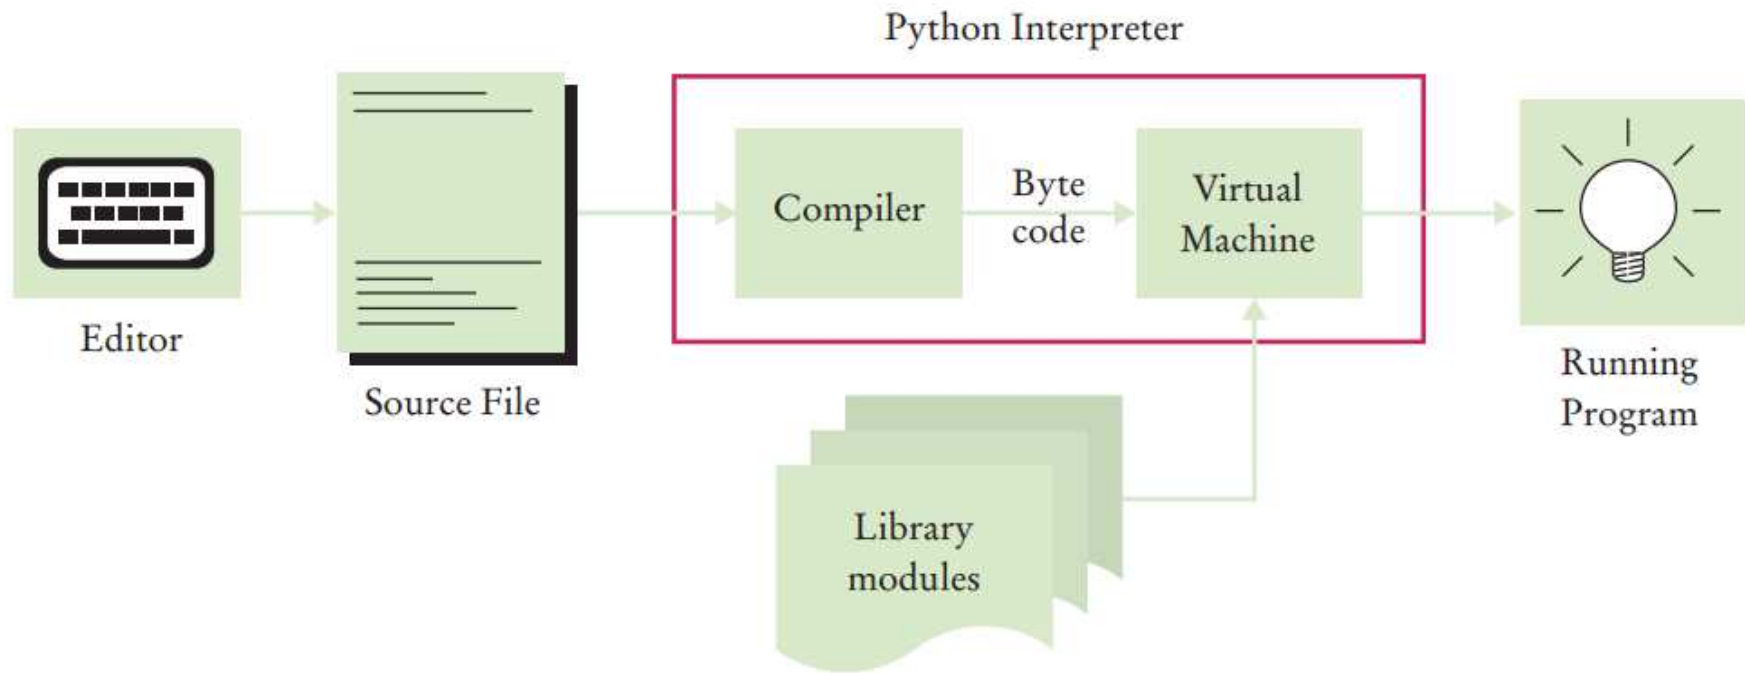 Python Interpreter
Editor
Source File
Compiler
Byte
code
Virtual
Machine
Running
Program
Library
modules